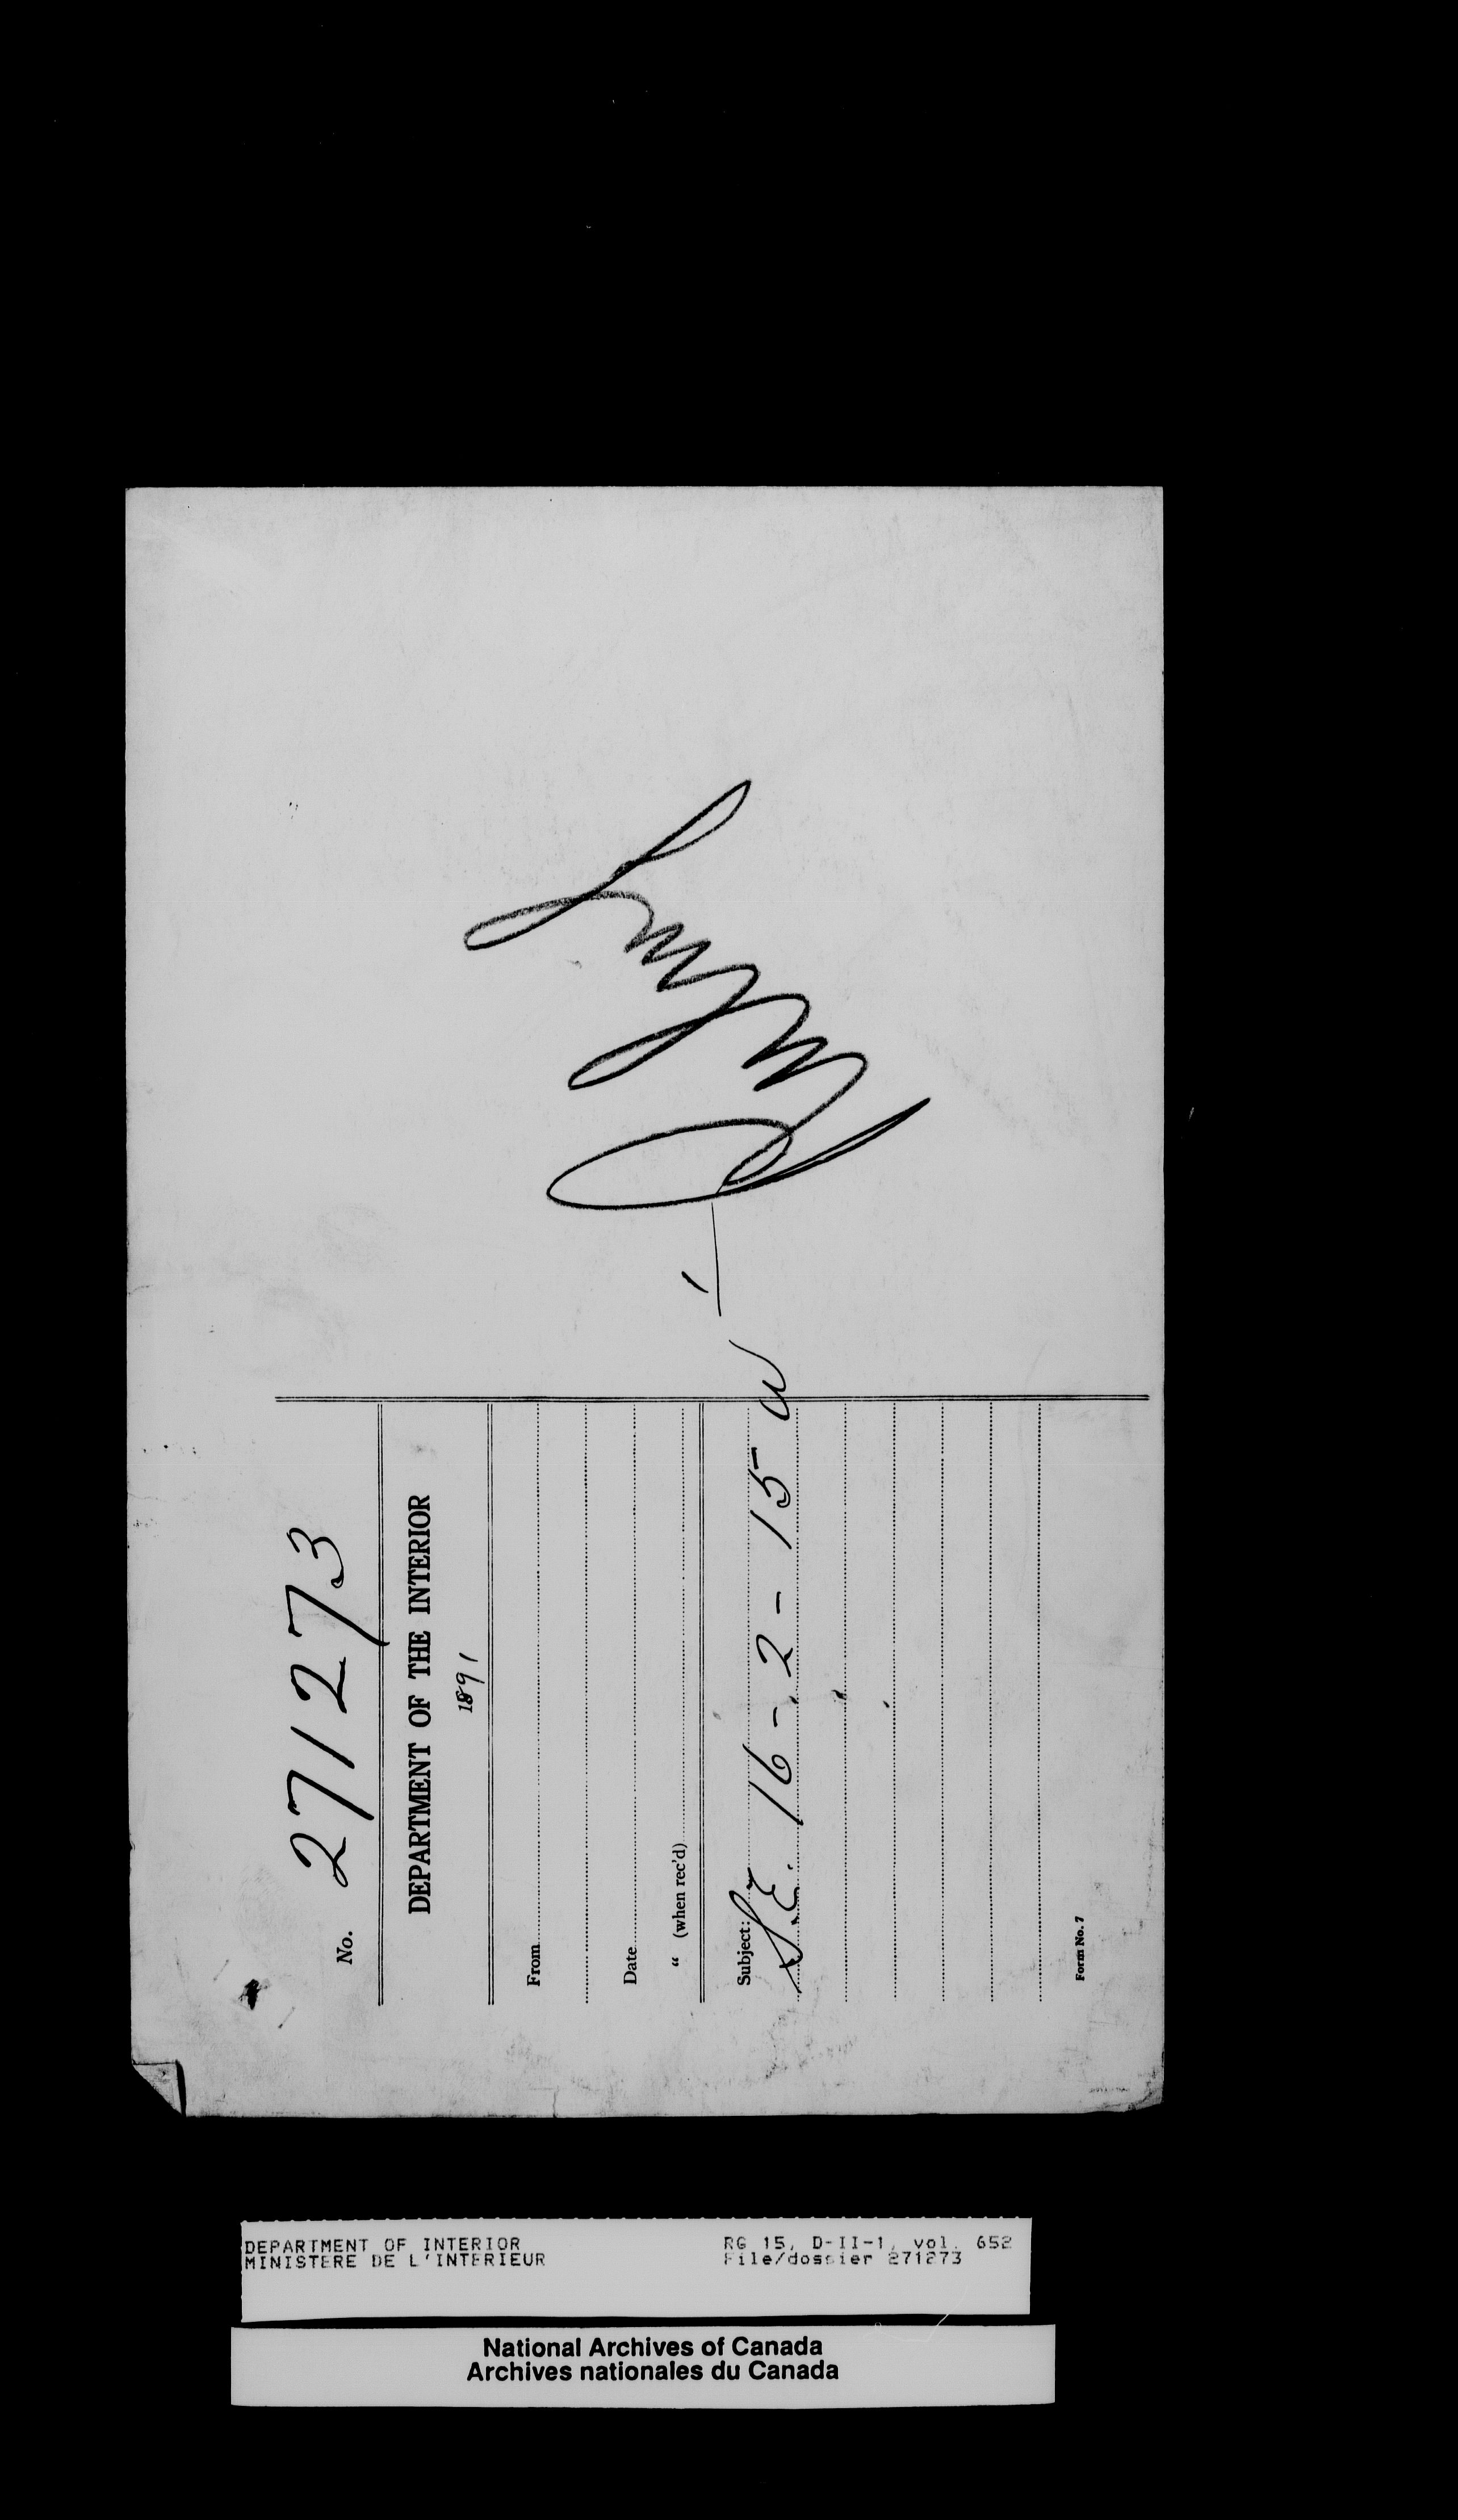 No. 271273
DEPARTMENT OF THE INTERIOR
1891
From
Date
" (when rec'd)
Subject:
S.E. 16-2-15 W 1
Form No. 7
DEPARTMENT OF INTERIOR
MINISTERE DE L'INTERIEUR
RG 15, D-II-1, vol. 652
File/dossier 271273
National Archives of Canada
Archives nationales du Canada